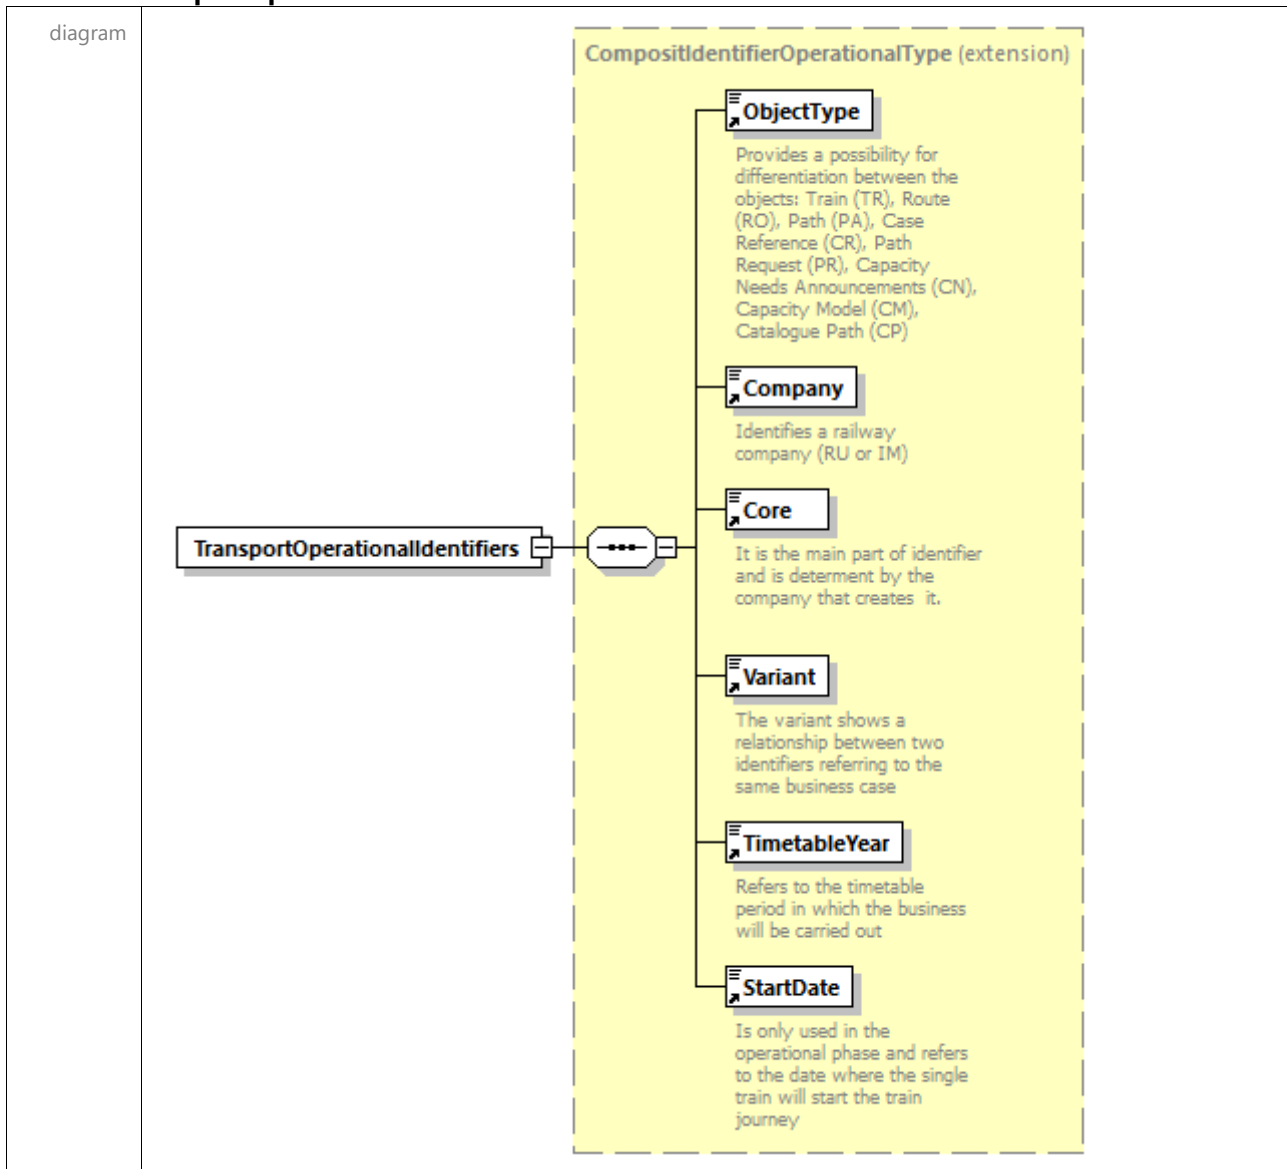 diagram
CompositIdentifierOperationalType (extension)
ObjectType
Provides a possibility for
differentiation between the
objects: Train (TR), Route
(RO), Path (PA), Case
Reference (CR), Path
Request (PR), Capacity
Needs Announcements (CN),
Capacity Model (CM),
Catalogue Path (CP)
Company
Identifies a railway
company (RU or IM)
Core
It is the main part of identifier
and is determent by the
company that creates  it.
TransportOperationalIdentifiers
Variant
The variant shows a
relationship between two
identifiers referring to the
same business case
TimetableYear
Refers to the timetable
period in which the business
will be carried out
StartDate
Is only used in the
operational phase and refers
to the date where the single
train will start the train
journey